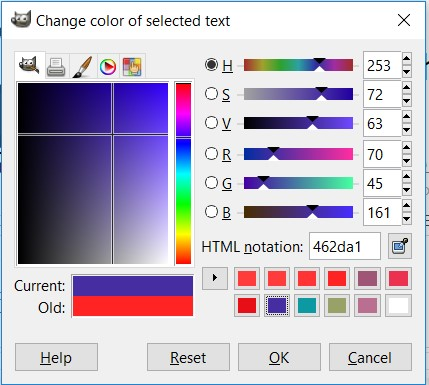 Change color of selected text
H 253
S 72
V 63
R 70
G 45
B 161
HTML notation: 462da1
Current:
Old:
Help Reset OK Cancel